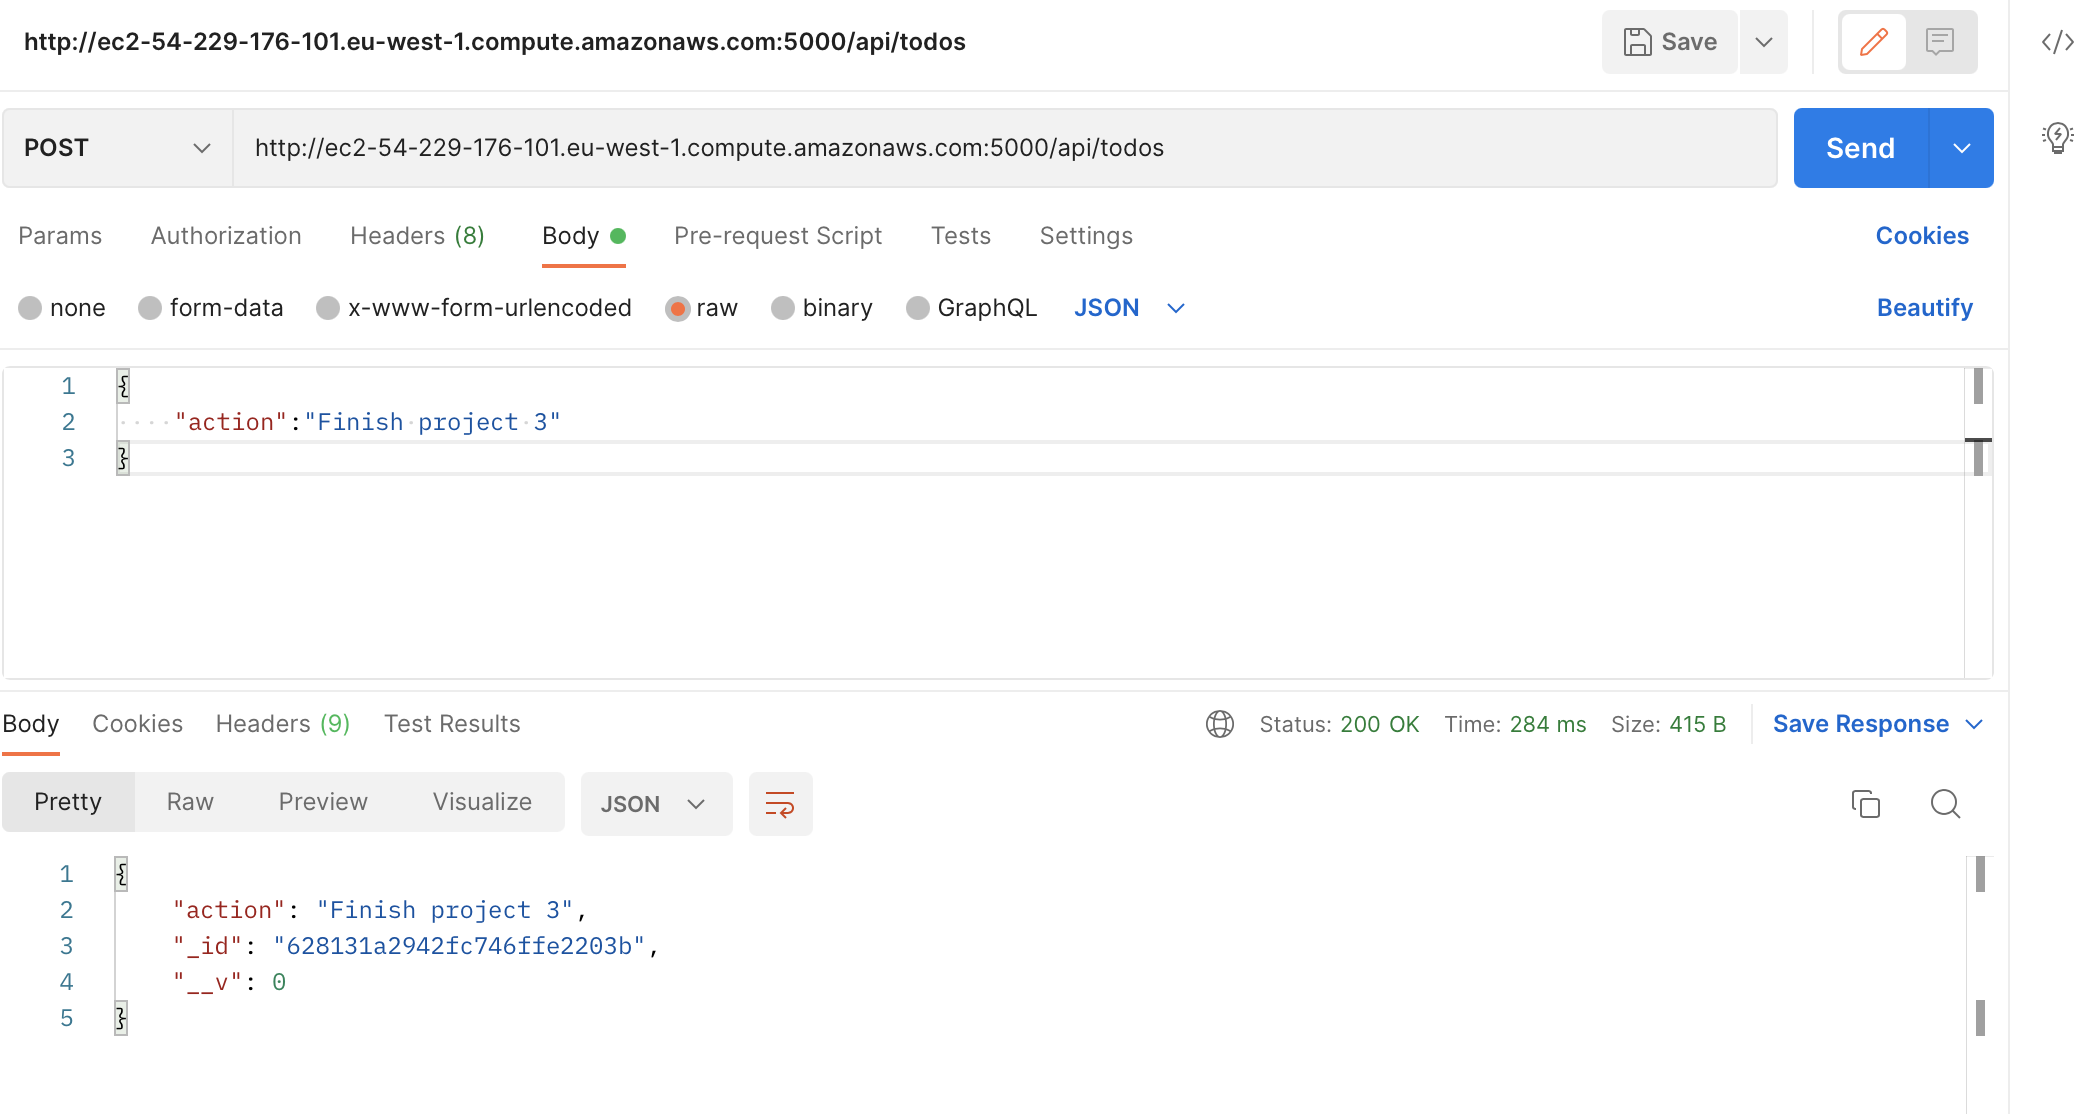 http://ec2-54-229-176-101.eu-west-1.compute.amazonaws.com:5000/api/todos Save
POST http://ec2-54-229-176-101.eu-west-1.compute.amazonaws.com:5000/api/todos Send
Params Authorization Headers (8) Body Pre-request Script Tests Settings Cookies
none form-data x-www-form-urlencoded raw binary GraphQL JSON Beautify
1 {
2 ····"action":"Finish·project·3"
3 }
Body Cookies Headers (9) Test Results Status: 200 OK Time: 284 ms Size: 415 B Save Response
Pretty Raw Preview Visualize JSON
1 {
2 "action": "Finish project 3",
3 "_id": "628131a2942fc746ffe2203b",
4 "__v": 0
5 }